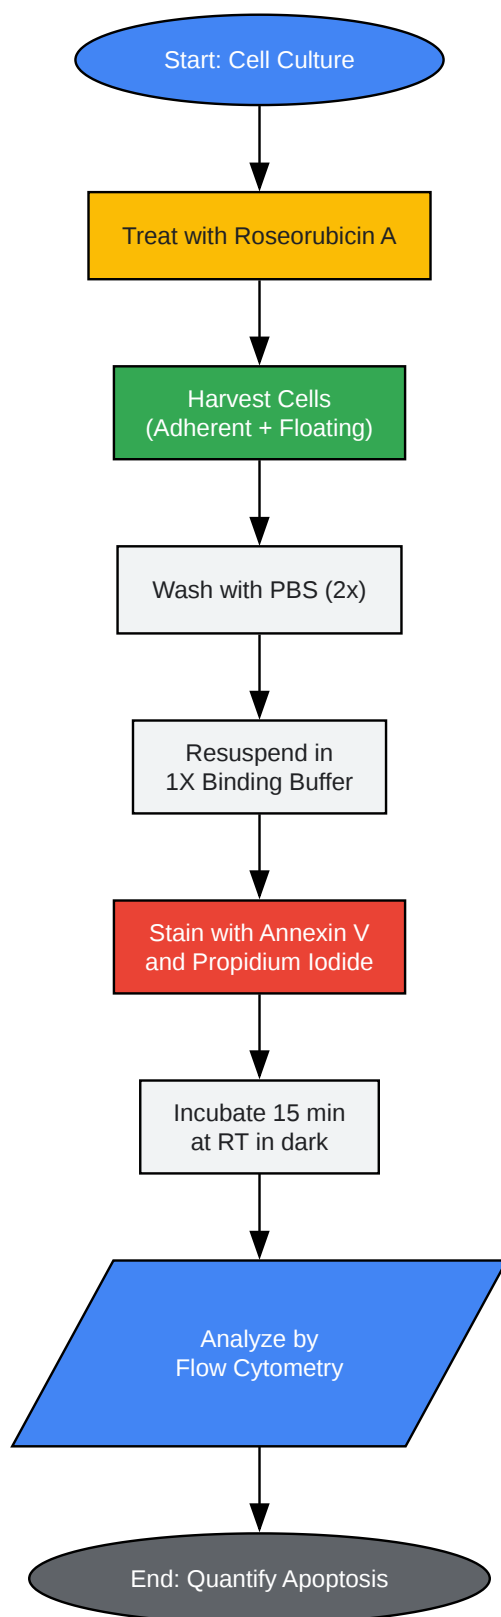 Start: Cell Culture
Treat with Roseorubicin A
Harvest Cells
(Adherent + Floating)
Wash with PBS (2x)
Resuspend in
1X Binding Buffer
Stain with Annexin V
and Propidium Iodide
Incubate 15 min
at RT in dark
Analyze by
Flow Cytometry
End: Quantify Apoptosis